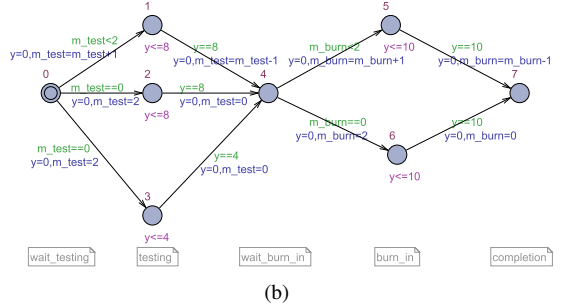 1
5
m_test<2
y=0,m_test=m_test+1
y<=8
y==8
y=0,m_test=m_test-1
m_burn<2
y=0,m_burn=m_burn+1
y<=10
y==10
y=0,m_burn=m_burn-1
0
2
4
7
m_test==0
y=0,m_test=2
y<=8
y==8
y=0,m_test=0
m_burn==0
y=0,m_burn=2
6
y<=10
y==10
y=0,m_burn=0
m_test==0
y=0,m_test=2
3
y<=4
y==4
y=0,m_test=0
wait_testing
testing
wait_burn_in
burn_in
completion
(b)